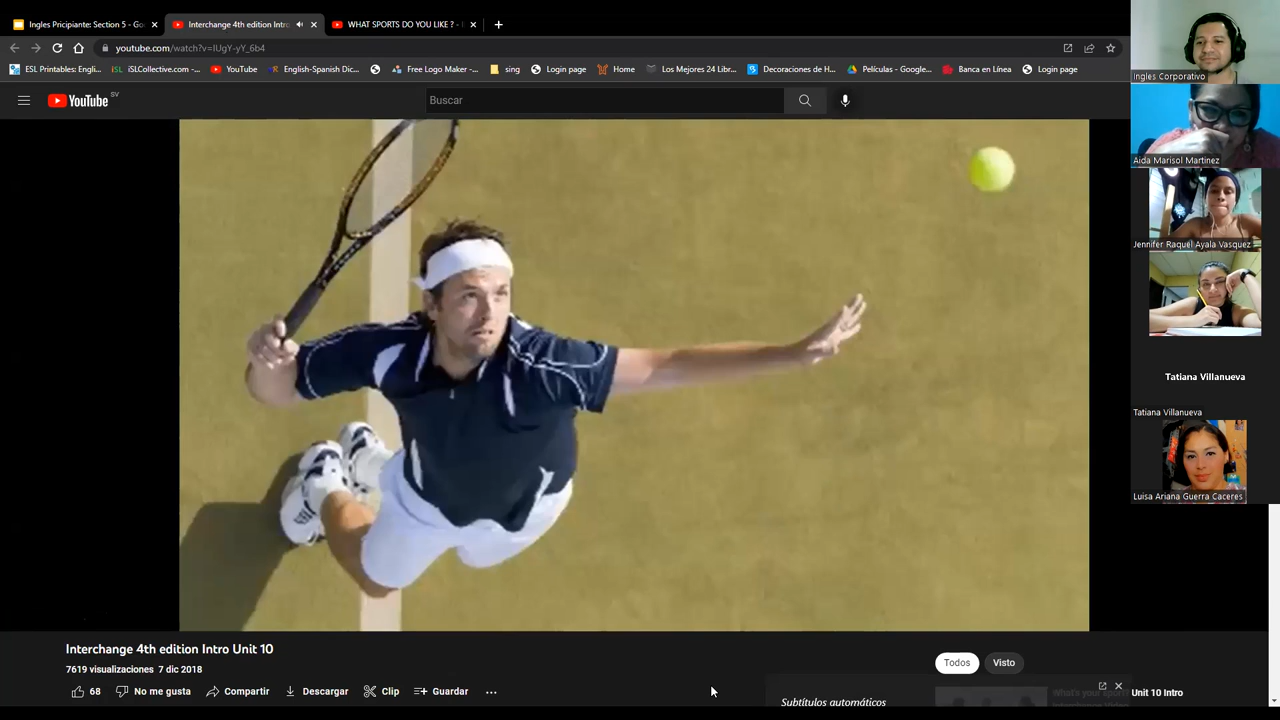 Ingles Pricipiante: Section 5 - Go
Interchange 4th edition Intro
WHAT SPORTS DO YOU LIKE ? -
youtube.com/watch?v=IUgY-yY_6b4
ESL Printables: Engli...
iSLCollective.com -...
YouTube
English-Spanish Dic...
Free Logo Maker -...
sing
Login page
Home
Los Mejores 24 Libr...
Decoraciones de H...
Películas - Google...
Banca en Línea
Login page
YouTube SV
Buscar
Ingles Corporativo
Aida Marisol Martinez
Jennifer Raquel Ayala Vasquez
Tatiana Villanueva
Tatiana Villanueva
Luisa Ariana Guerra Caceres
Interchange 4th edition Intro Unit 10
7619 visualizaciones 7 dic 2018
68
No me gusta
Compartir
Descargar
Clip
Guardar
Todos
Visto
Subtítulos automáticos
Unit 10 Intro